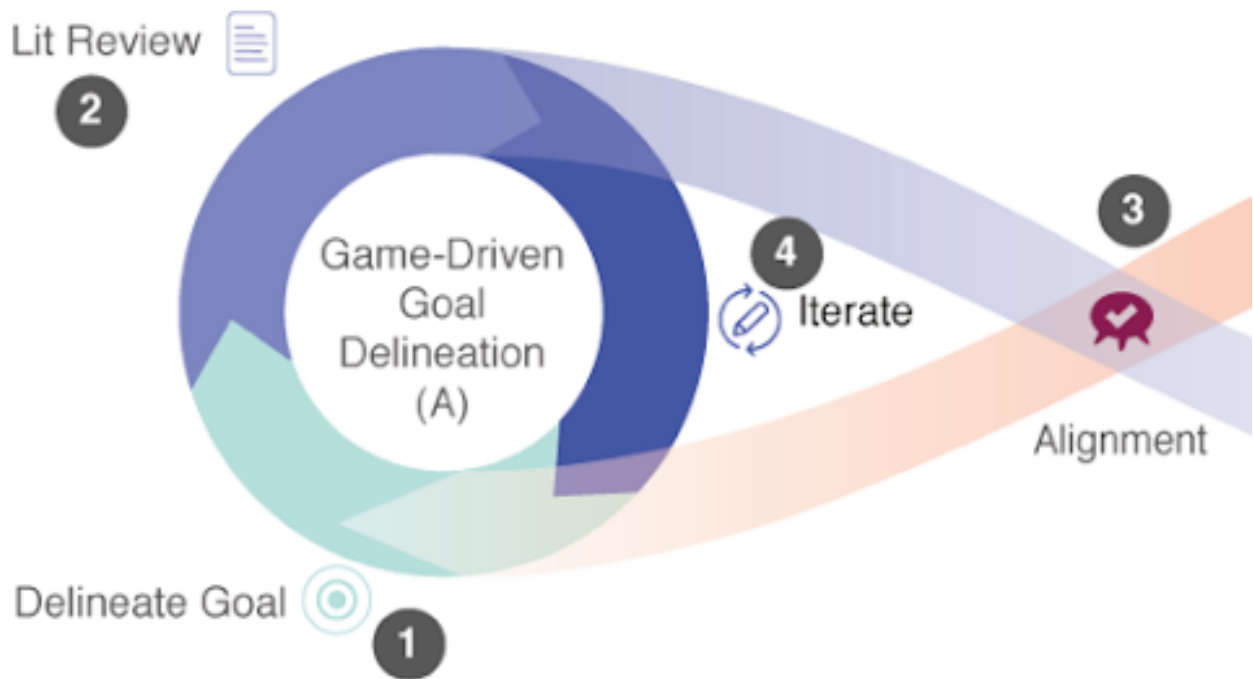 Lit Review
2
3
4
Game-Driven
Goal
Delineation
(A)
Iterate
Alignment
Delineate Goal
1